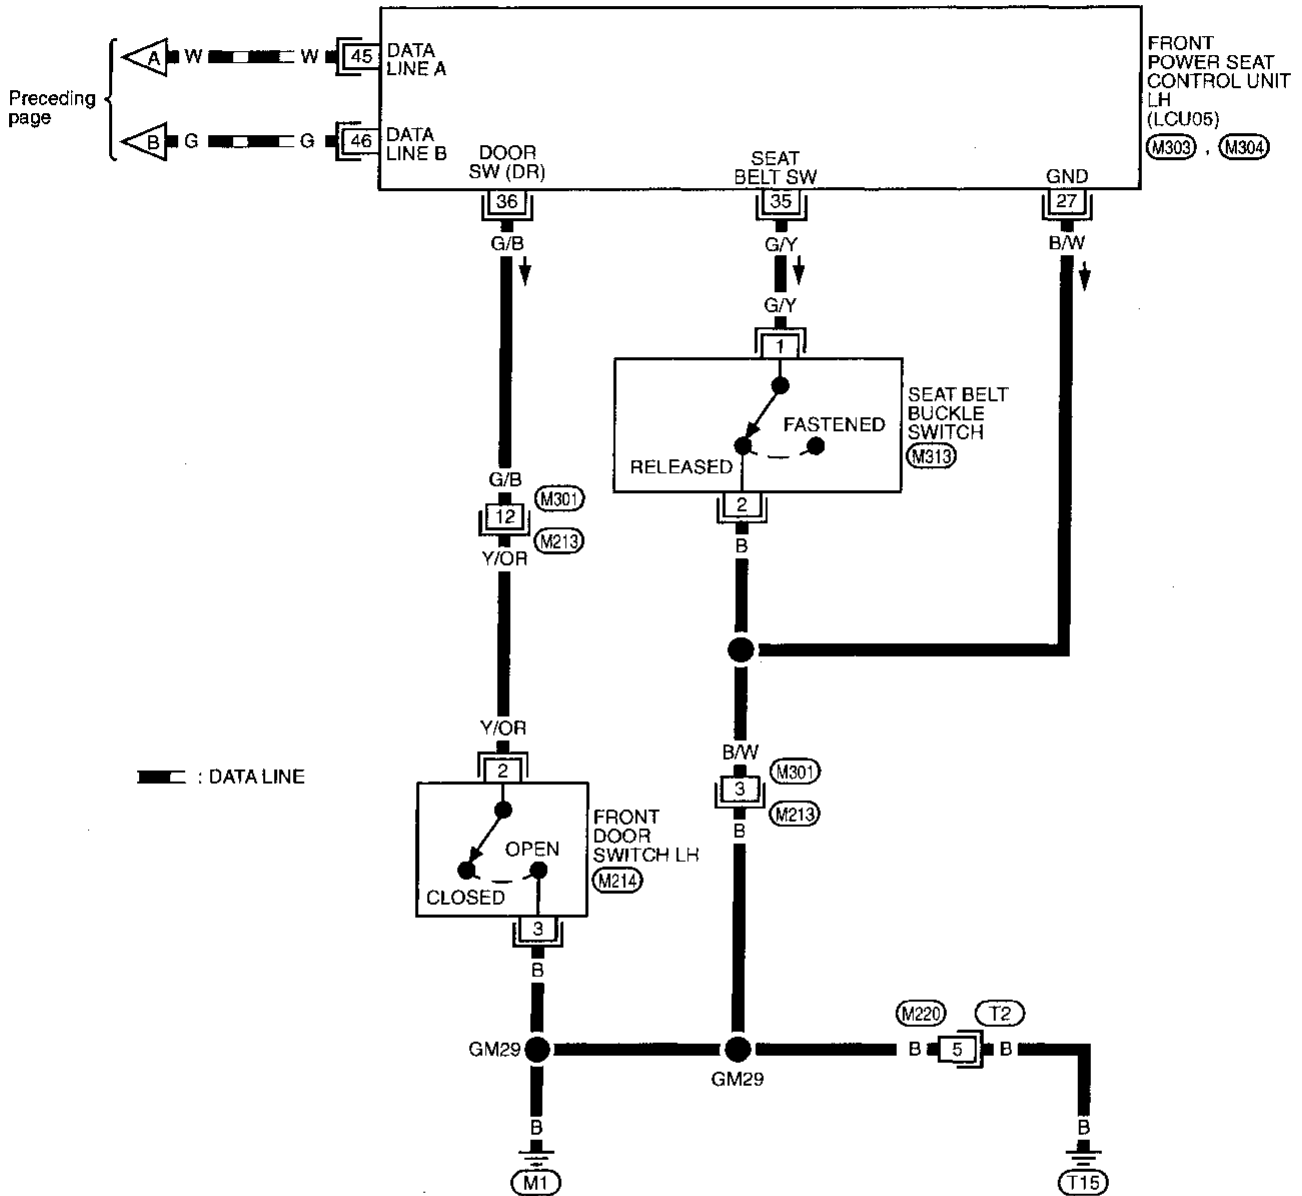 Preceding
page
A
W
W
45
DATA
LINE A
B
G
G
46
DATA
LINE B
FRONT
POWER SEAT
CONTROL UNIT
LH
(LCU05)
M303 , M304
DOOR
SW (DR)
SEAT
BELT SW
GND
36
35
27
G/B
G/Y
B/W
G/Y
1
SEAT BELT
BUCKLE
SWITCH
M313
FASTENED
RELEASED
2
B
G/B
M301
12
M213
Y/OR
Y/OR
2
B/W
M301
3
M213
B
: DATA LINE
FRONT
DOOR
SWITCH LH
M214
OPEN
CLOSED
3
B
M220
T2
GM29
GM29
B
5
B
B
B
M1
T15